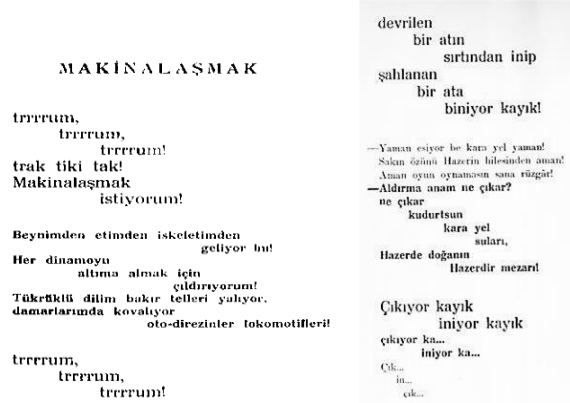 MAKİNALAŞMAK
trrrrum,
trrrrum,
trrrrum!
trak tiki tak!
Makinalaşmak
istiyorum!
Beynimden etimden iskeletimden
geliyor bu!
Her dinamoyu
altıma almak için
çıldırıyorum!
Tükrüklü dilim bakır telleri yalıyor,
damarlarımda kovalıyor
oto-direzinler lokomotifleri!
trrrrum,
trrrrum,
trrrrum!
devrilen
bir atın
sırtından inip
şahlanan
bir ata
biniyor kayık!
—Yaman esiyor be kara yel yaman!
Sakın özünü Hazerin hilesinden aman!
Aman oyun oynamasın sana rüzgâr!
—Aldırma anam ne çıkar?
ne çıkar
kudurtsun
kara yel
suları,
Hazerde doğanın
Hazerdir mezarı!
Çıkıyor kayık
iniyor kayık
çıkıyor ka...
iniyor ka...
Çık...
in...
çık...